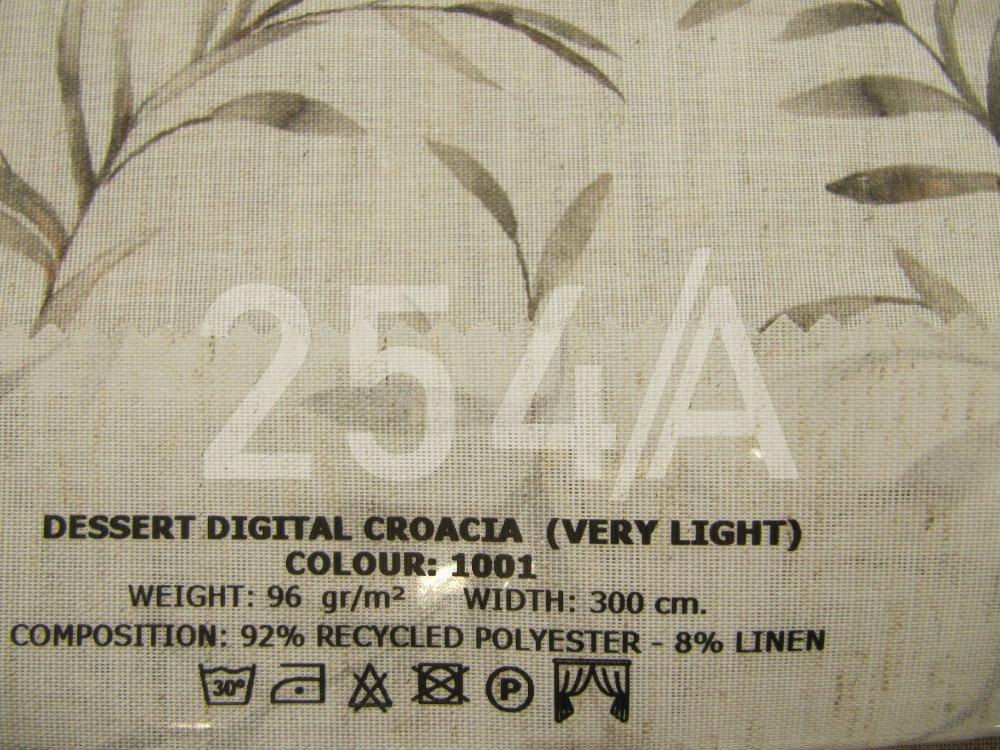 254/A
DESSERT DIGITAL CROACIA (VERY LIGHT)
COLOUR: 1001
WEIGHT: 96 gr/m² WIDTH: 300 cm.
COMPOSITION: 92% RECYCLED POLYESTER - 8% LINEN
30° P